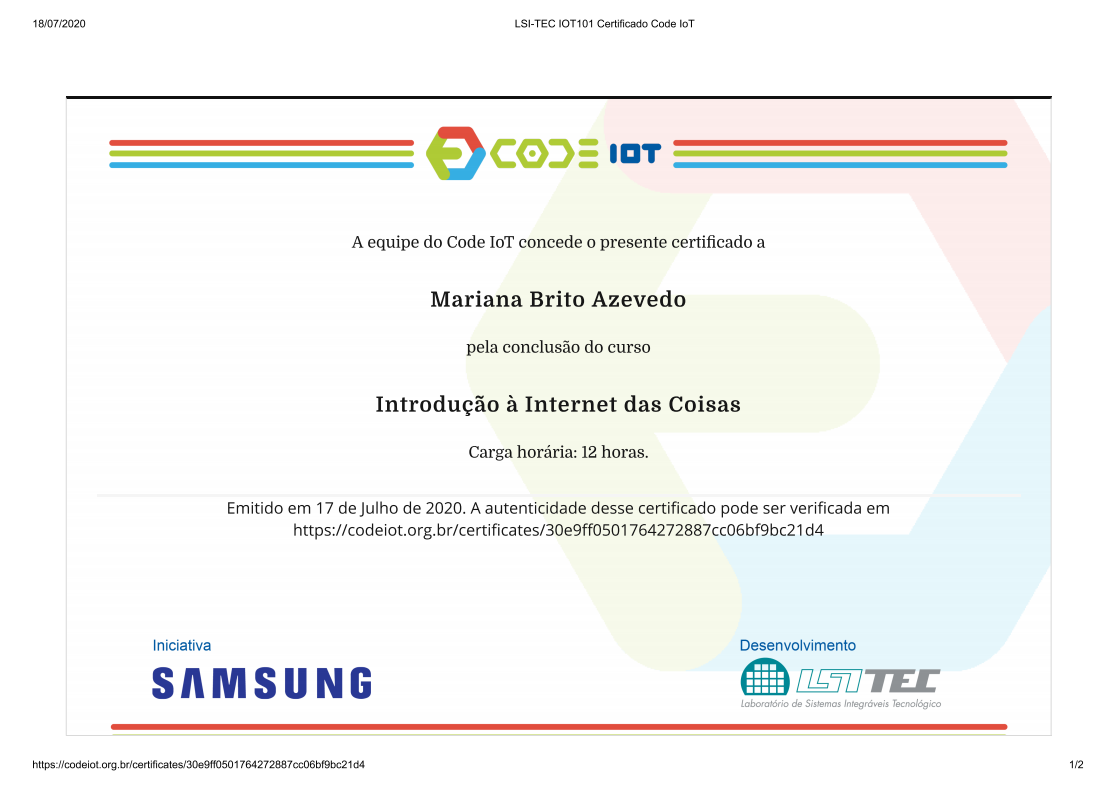 18/07/2020
LSI-TEC IOT101 Certificado Code IoT
CODE IOT
A equipe do Code IoT concede o presente certificado a
Mariana Brito Azevedo
pela conclusão do curso
Introdução à Internet das Coisas
Carga horária: 12 horas.
Emitido em 17 de Julho de 2020. A autenticidade desse certificado pode ser verificada em
https://codeiot.org.br/certificates/30e9ff0501764272887cc06bf9bc21d4
Iniciativa
SAMSUNG
Desenvolvimento
LSI TEC
Laboratório de Sistemas Integráveis Tecnológico
https://codeiot.org.br/certificates/30e9ff0501764272887cc06bf9bc21d4
1/2